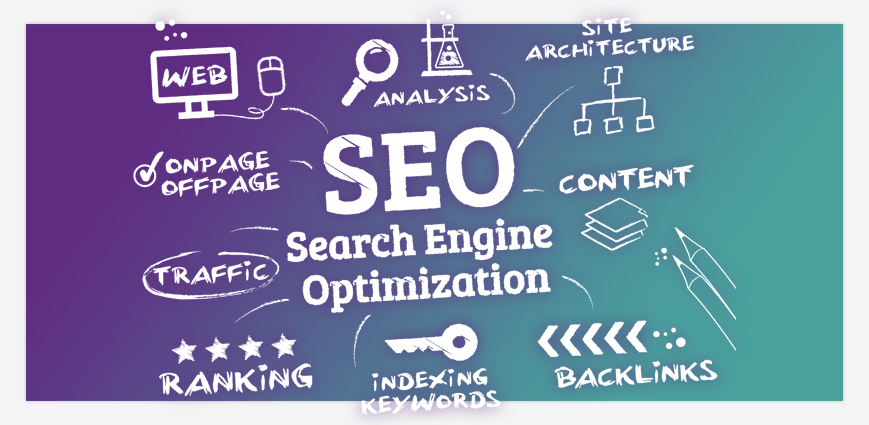 WEB
ANALYSIS
SITE
ARCHITECTURE
SEO
Search Engine
Optimization
ONPAGE
OFFPAGE
CONTENT
TRAFFIC
RANKING
INDEXING
KEYWORDS
BACKLINKS